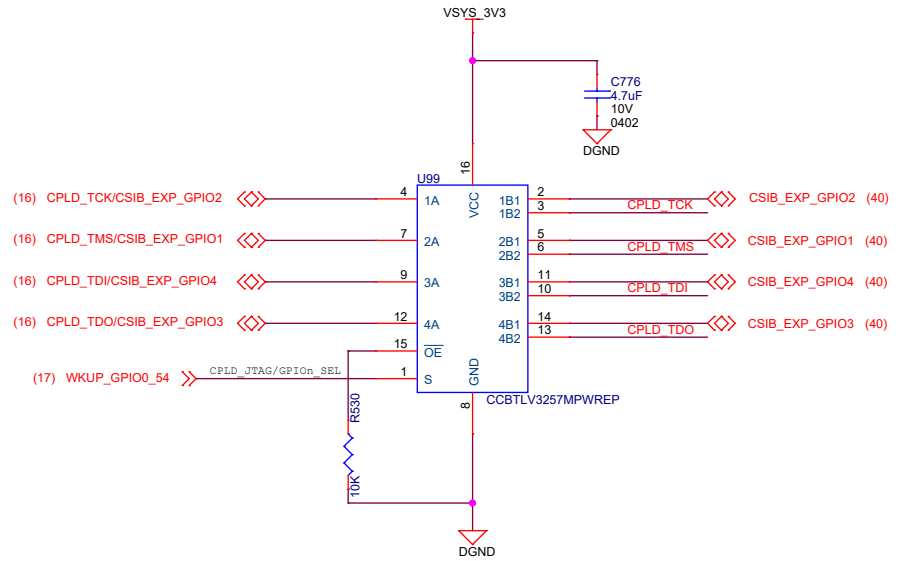 VSYS_3V3
C776
4.7uF
10V
0402
DGND
16
U99
VCC
(16) CPLD_TCK/CSIB_EXP_GPIO2 4 1A 1B1 2 CSIB_EXP_GPIO2 (40)
1B2 3 CPLD_TCK
(16) CPLD_TMS/CSIB_EXP_GPIO1 7 2A 2B1 5 CSIB_EXP_GPIO1 (40)
2B2 6 CPLD_TMS
(16) CPLD_TDI/CSIB_EXP_GPIO4 9 3A 3B1 11 CSIB_EXP_GPIO4 (40)
3B2 10 CPLD_TDI
(16) CPLD_TDO/CSIB_EXP_GPIO3 12 4A 4B1 14 CSIB_EXP_GPIO3 (40)
4B2 13 CPLD_TDO
15 OE
(17) WKUP_GPIO0_54 CPLD_JTAG/GPIOn_SEL 1 S
GND
8
CCBTLV3257MPWREP
R530
10K
DGND